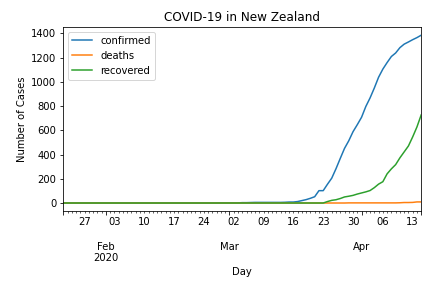 COVID-19 in New Zealand
1400
1200
1000
800
600
400
200
0
Number of Cases
confirmed
deaths
recovered
27 03 10 17 24 02 09 16 23 30 06 13
Feb Mar Apr
2020
Day